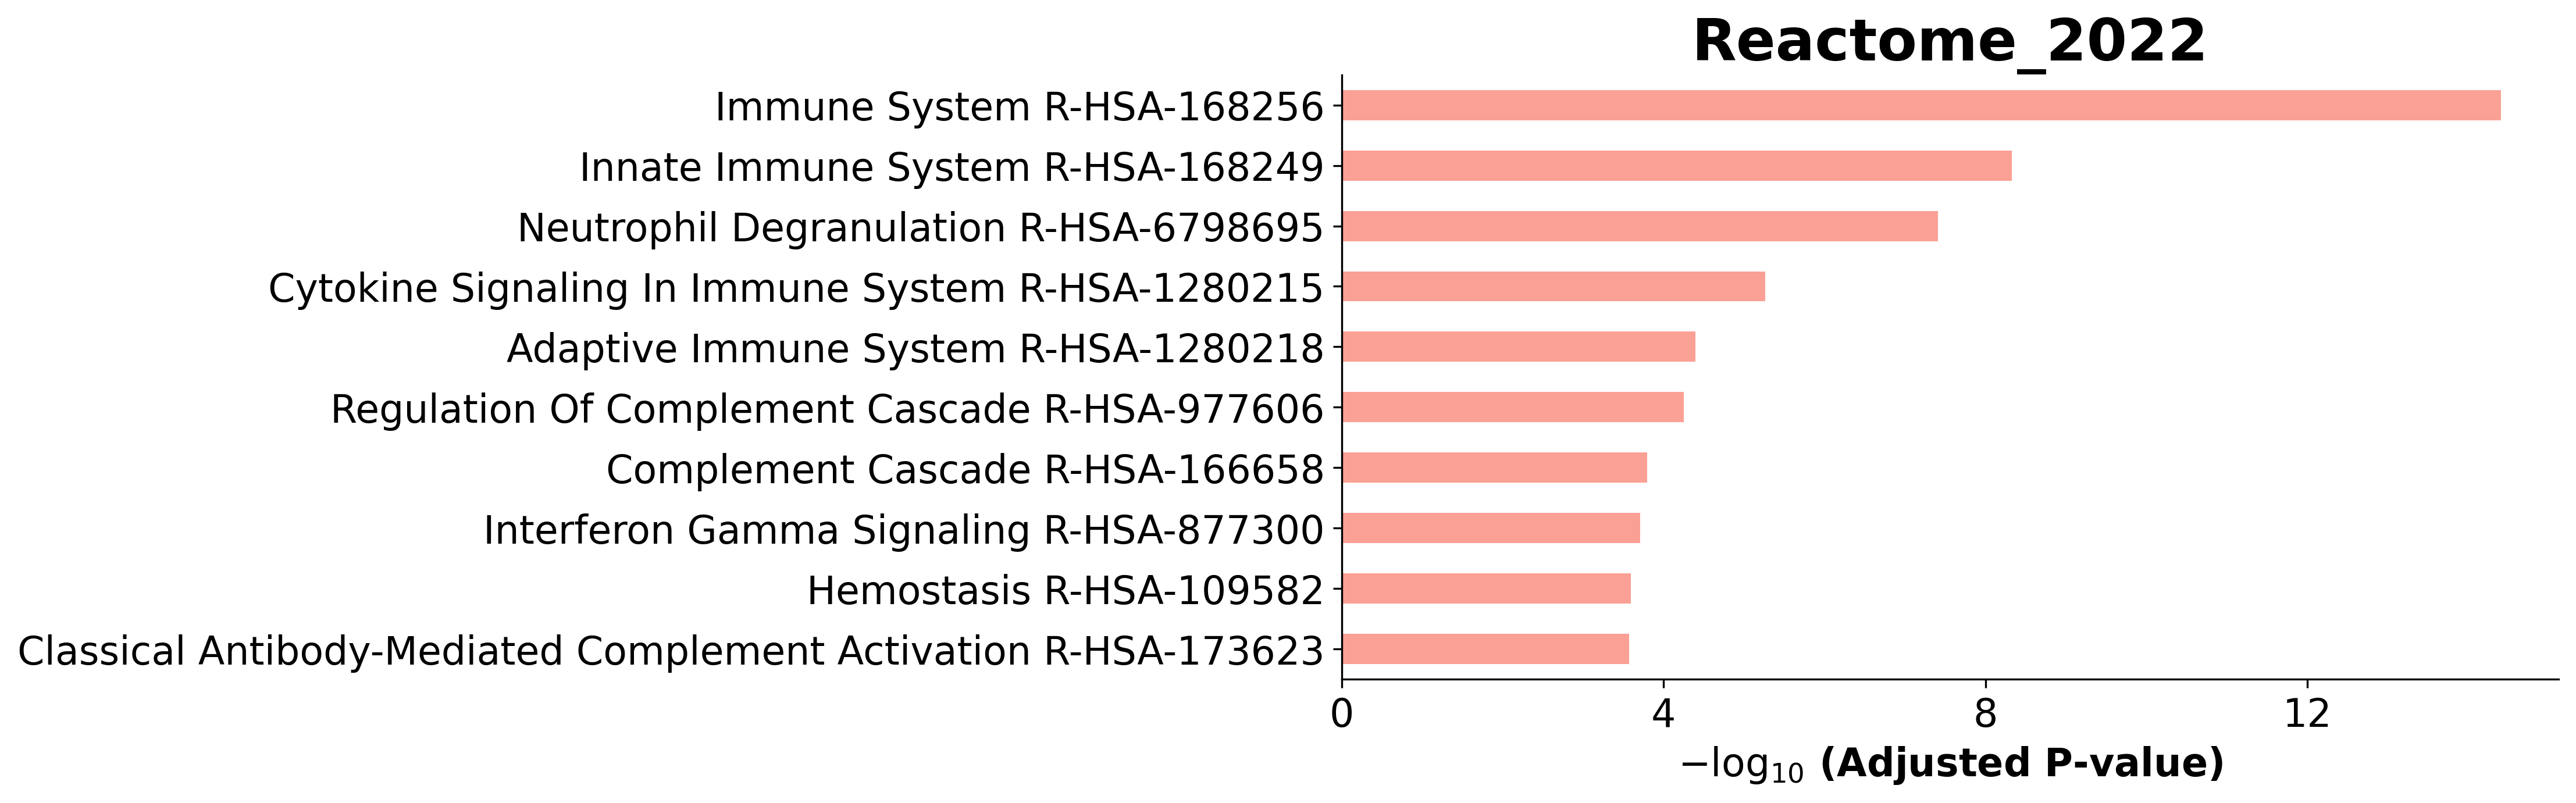 Reactome_2022
Immune System R-HSA-168256
Innate Immune System R-HSA-168249
Neutrophil Degranulation R-HSA-6798695
Cytokine Signaling In Immune System R-HSA-1280215
Adaptive Immune System R-HSA-1280218
Regulation Of Complement Cascade R-HSA-977606
Complement Cascade R-HSA-166658
Interferon Gamma Signaling R-HSA-877300
Hemostasis R-HSA-109582
Classical Antibody-Mediated Complement Activation R-HSA-173623
0 4 8 12
−log₁₀ (Adjusted P-value)